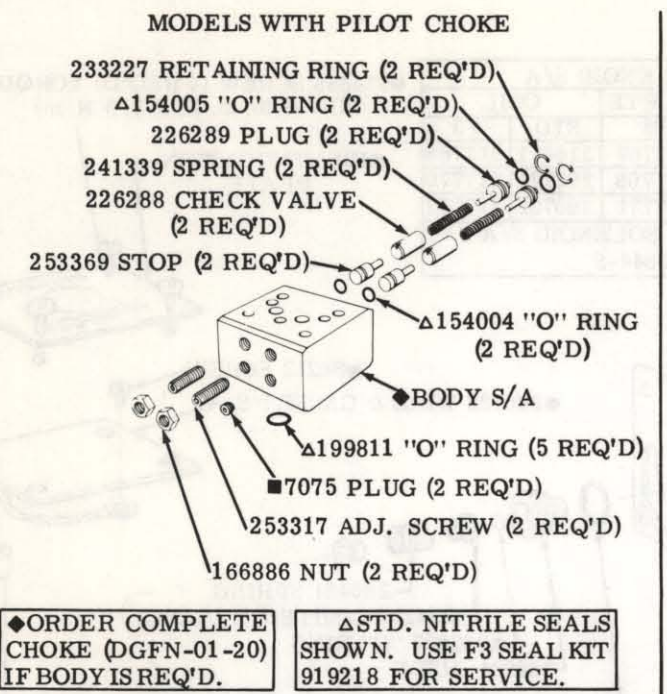 MODELS WITH PILOT CHOKE
233227 RETAINING RING (2 REQ'D)
△154005 "O" RING (2 REQ'D)
226289 PLUG (2 REQ'D)
241339 SPRING (2 REQ'D)
226288 CHECK VALVE
(2 REQ'D)
253369 STOP (2 REQ'D)
△154004 "O" RING
(2 REQ'D)
◆BODY S/A
△199811 "O" RING (5 REQ'D)
■7075 PLUG (2 REQ'D)
253317 ADJ. SCREW (2 REQ'D)
166886 NUT (2 REQ'D)
◆ORDER COMPLETE
CHOKE (DGFN-01-20)
IF BODY IS REQ'D.
△STD. NITRILE SEALS
SHOWN. USE F3 SEAL KIT
919218 FOR SERVICE.